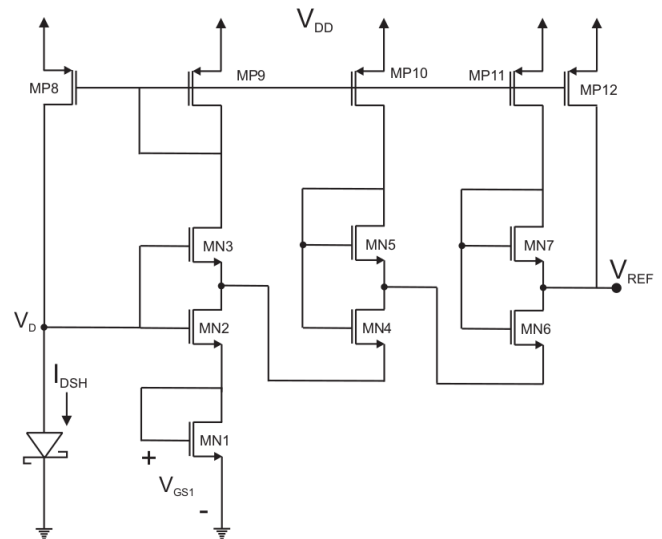 V_DD
MP8
MP9
MP10
MP11
MP12
MN3
MN5
MN7
V_REF
V_D
MN2
MN4
MN6
I_DSH
MN1
+
V_GS1
-